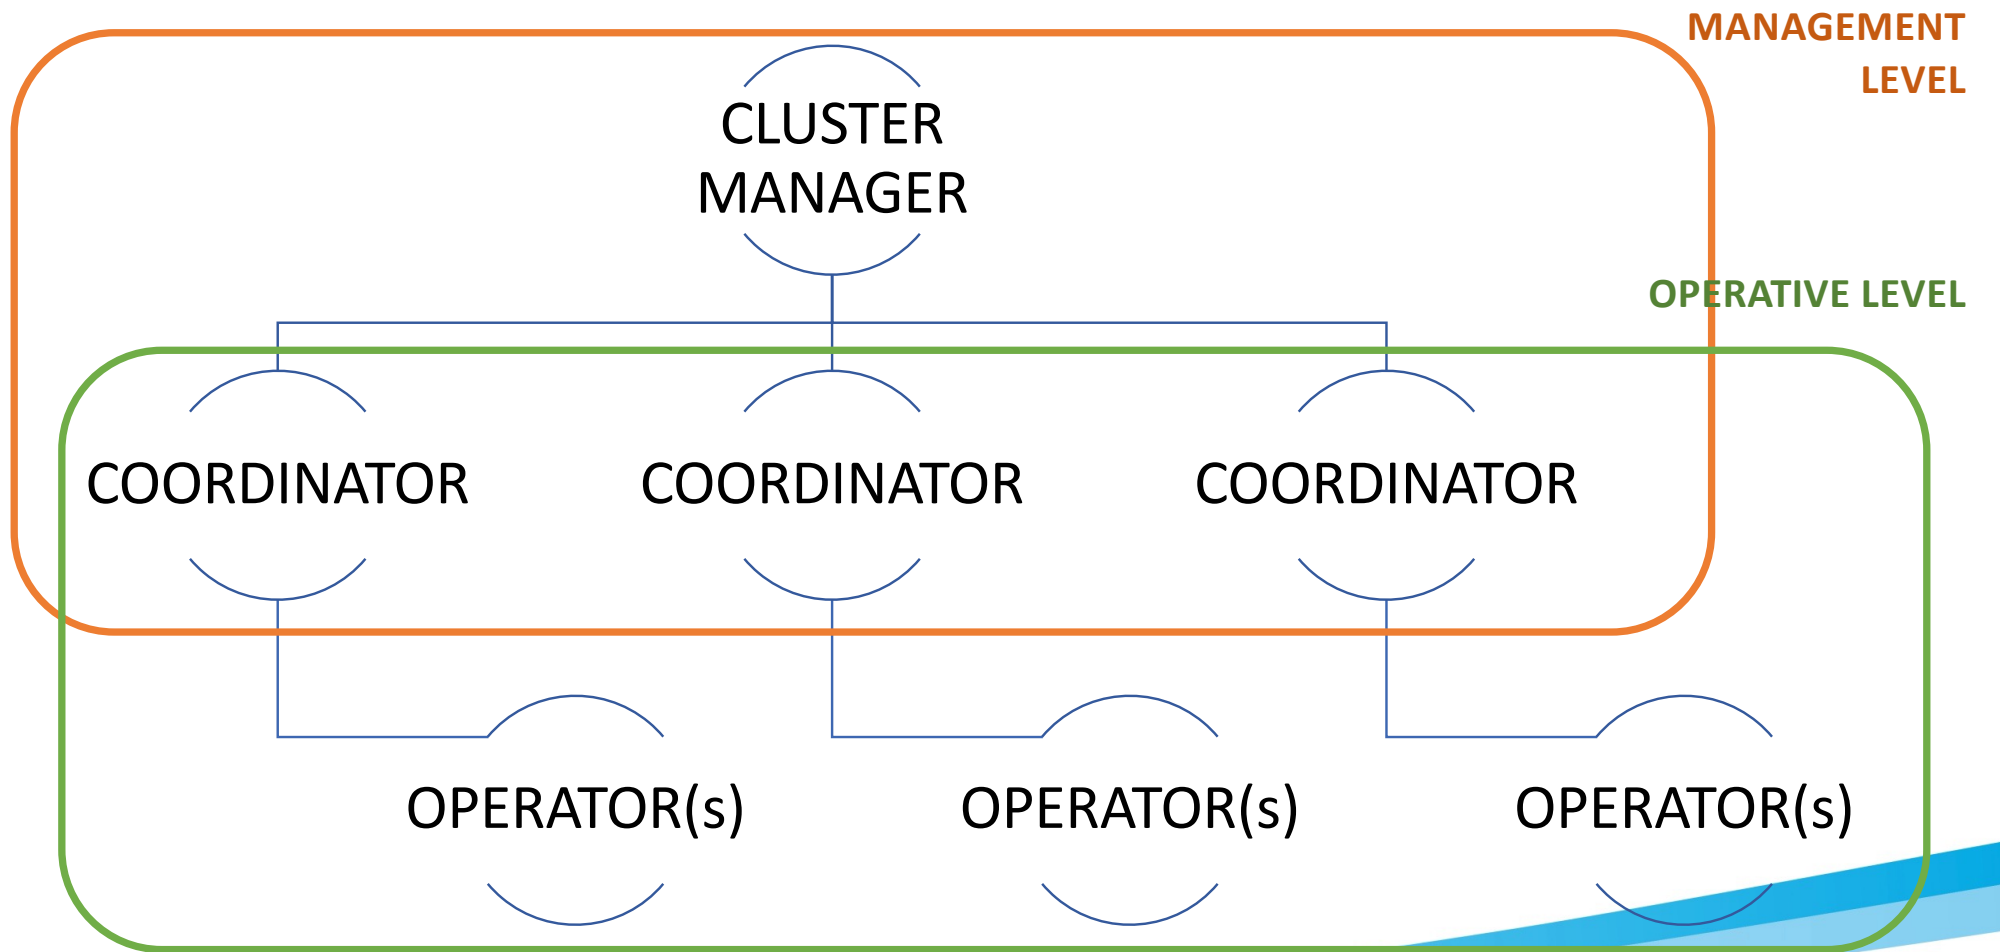 MANAGEMENT
LEVEL
CLUSTER
MANAGER
OPERATIVE LEVEL
COORDINATOR
COORDINATOR
COORDINATOR
OPERATOR(s)
OPERATOR(s)
OPERATOR(s)